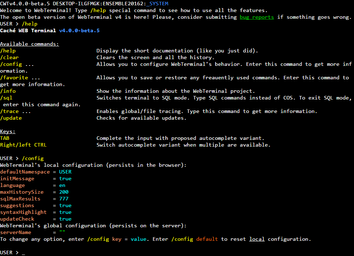 CWTv4.0.0-beta.5 DESKTOP-ILGFMGK:ENSEMBLE20162:_SYSTEM
Welcome to WebTerminal! Type /help special command to see how to use all the features.
The open beta version of WebTerminal v4 is here! Please, consider submitting bug reports if something goes wrong.
USER > /help
Caché WEB Terminal v4.0.0-beta.5
Available commands:
/help Display the short documentation (like you just did).
/clear Clears the screen and all the history.
/config ... Allows you to configure WebTerminal's behavior. Enter this command to get more inf
ormation.
/favorite ... Allows you to save or restore any freauently used commands. Enter this command to
get more information.
/info Show the information about the WebTerminal project.
/sql Switches terminal to SQL mode. Type SQL commands instead of COS. To exit SQL mode,
enter this command again.
/trace ... Enables global/file tracing. Type this command to get more information.
/update Checks for available updates.
Keys:
TAB Complete the input with proposed autocomplete variant.
Right/left CTRL Switch autocomplete variant when multiple are available.
USER > /config
WebTerminal's local configuration (persists in the browser):
defaultNamespace = USER
initMessage = true
language = en
maxHistorySize = 200
sqlMaxResults = 777
suggestions = true
syntaxHighlight = true
updateCheck = true
WebTerminal's global configuration (persists on the server):
serverName = ""
To change any option, enter /config key = value. Enter /config default to reset local configuration.
USER > _